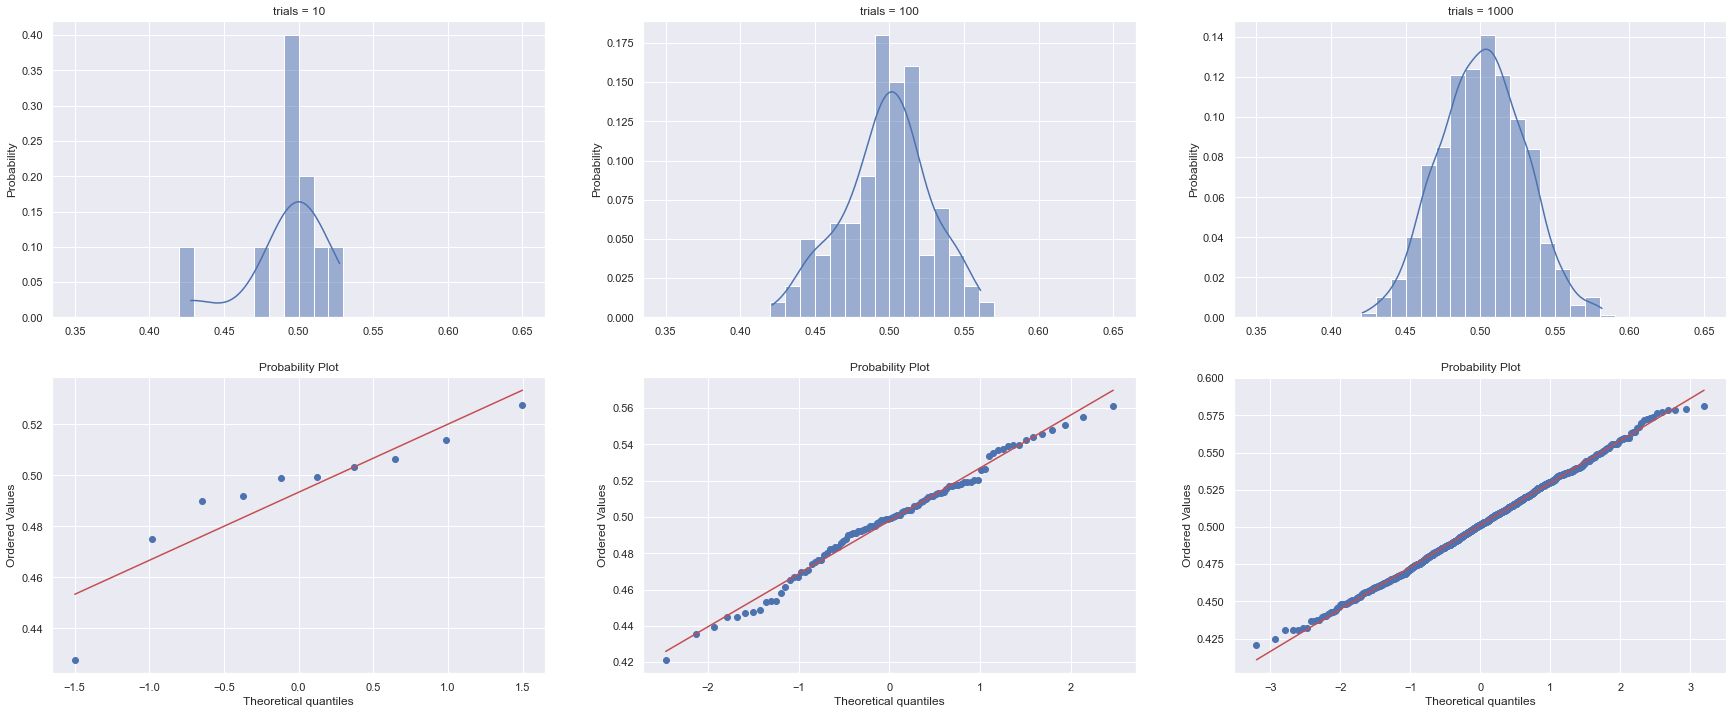 trials = 10
Probability
0.40
0.35
0.30
0.25
0.20
0.15
0.10
0.05
0.00
0.35 0.40 0.45 0.50 0.55 0.60 0.65
trials = 100
Probability
0.175
0.150
0.125
0.100
0.075
0.050
0.025
0.000
0.35 0.40 0.45 0.50 0.55 0.60 0.65
trials = 1000
Probability
0.14
0.12
0.10
0.08
0.06
0.04
0.02
0.00
0.35 0.40 0.45 0.50 0.55 0.60 0.65
Probability Plot
Ordered Values
0.52
0.50
0.48
0.46
0.44
−1.5 −1.0 −0.5 0.0 0.5 1.0 1.5
Theoretical quantiles
Probability Plot
Ordered Values
0.56
0.54
0.52
0.50
0.48
0.46
0.44
0.42
−2 −1 0 1 2
Theoretical quantiles
Probability Plot
Ordered Values
0.600
0.575
0.550
0.525
0.500
0.475
0.450
0.425
−3 −2 −1 0 1 2 3
Theoretical quantiles